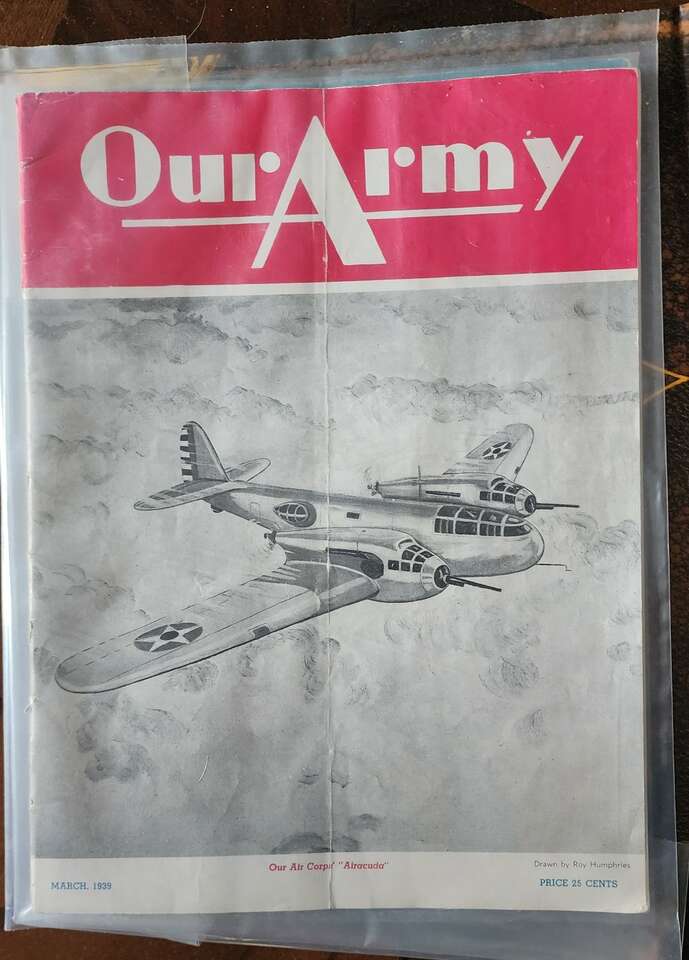 Our Army
Our Air Corps' "Airacuda"
Drawn by Roy Humphries
MARCH, 1939
PRICE 25 CENTS